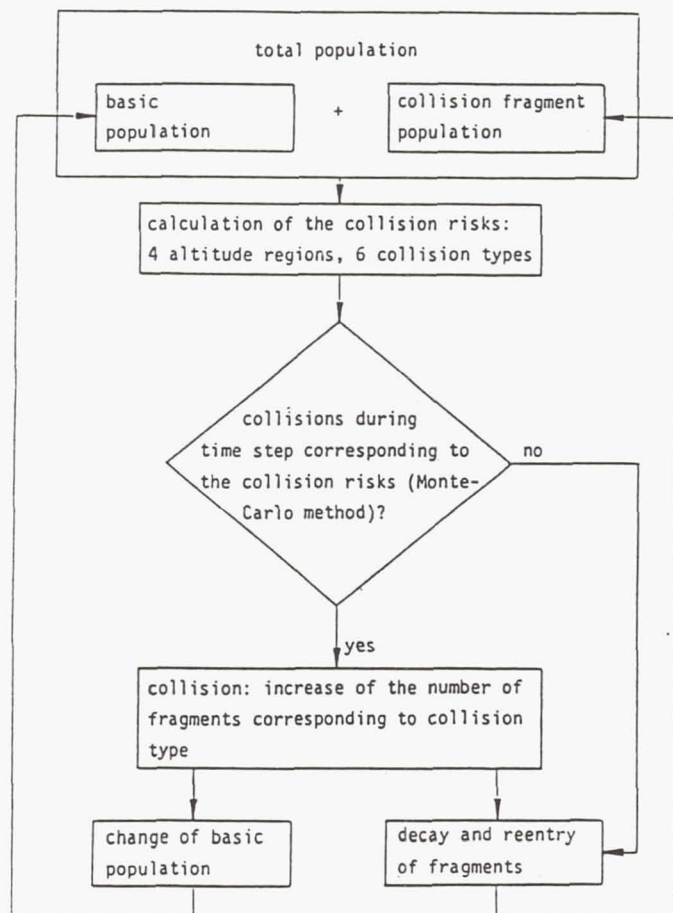 total population
basic
population
+
collision fragment
population
calculation of the collision risks:
4 altitude regions, 6 collision types
collisions during
time step corresponding to
the collision risks (Monte-
Carlo method)?
no
yes
collision: increase of the number of
fragments corresponding to collision
type
change of basic
population
decay and reentry
of fragments